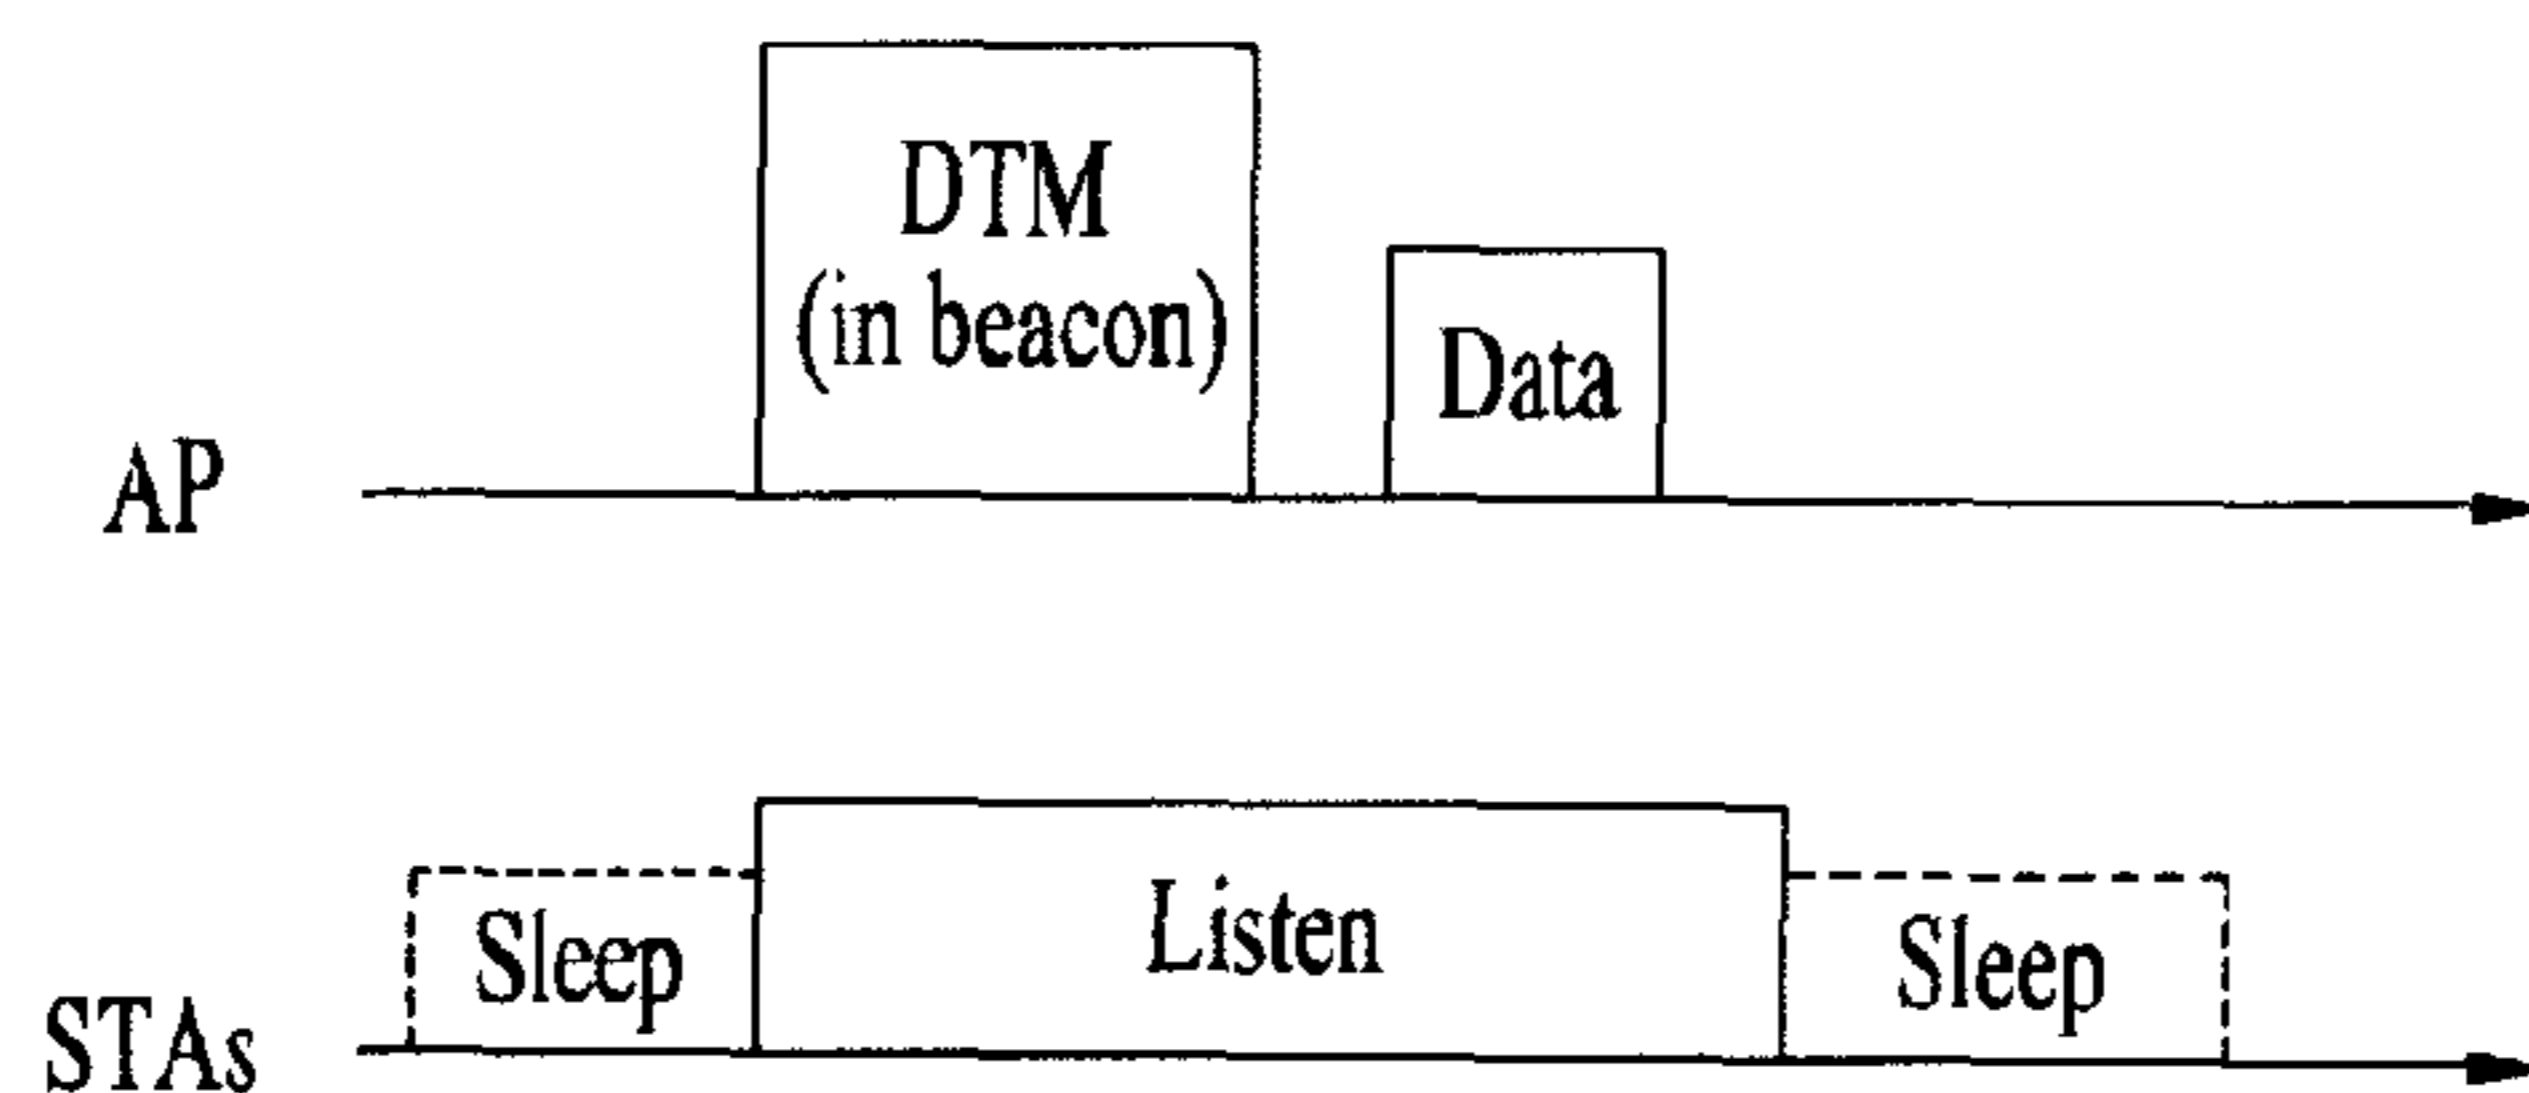 DTM
(in beacon)
Data
AP
Listen
Sleep
Sleep
STAs